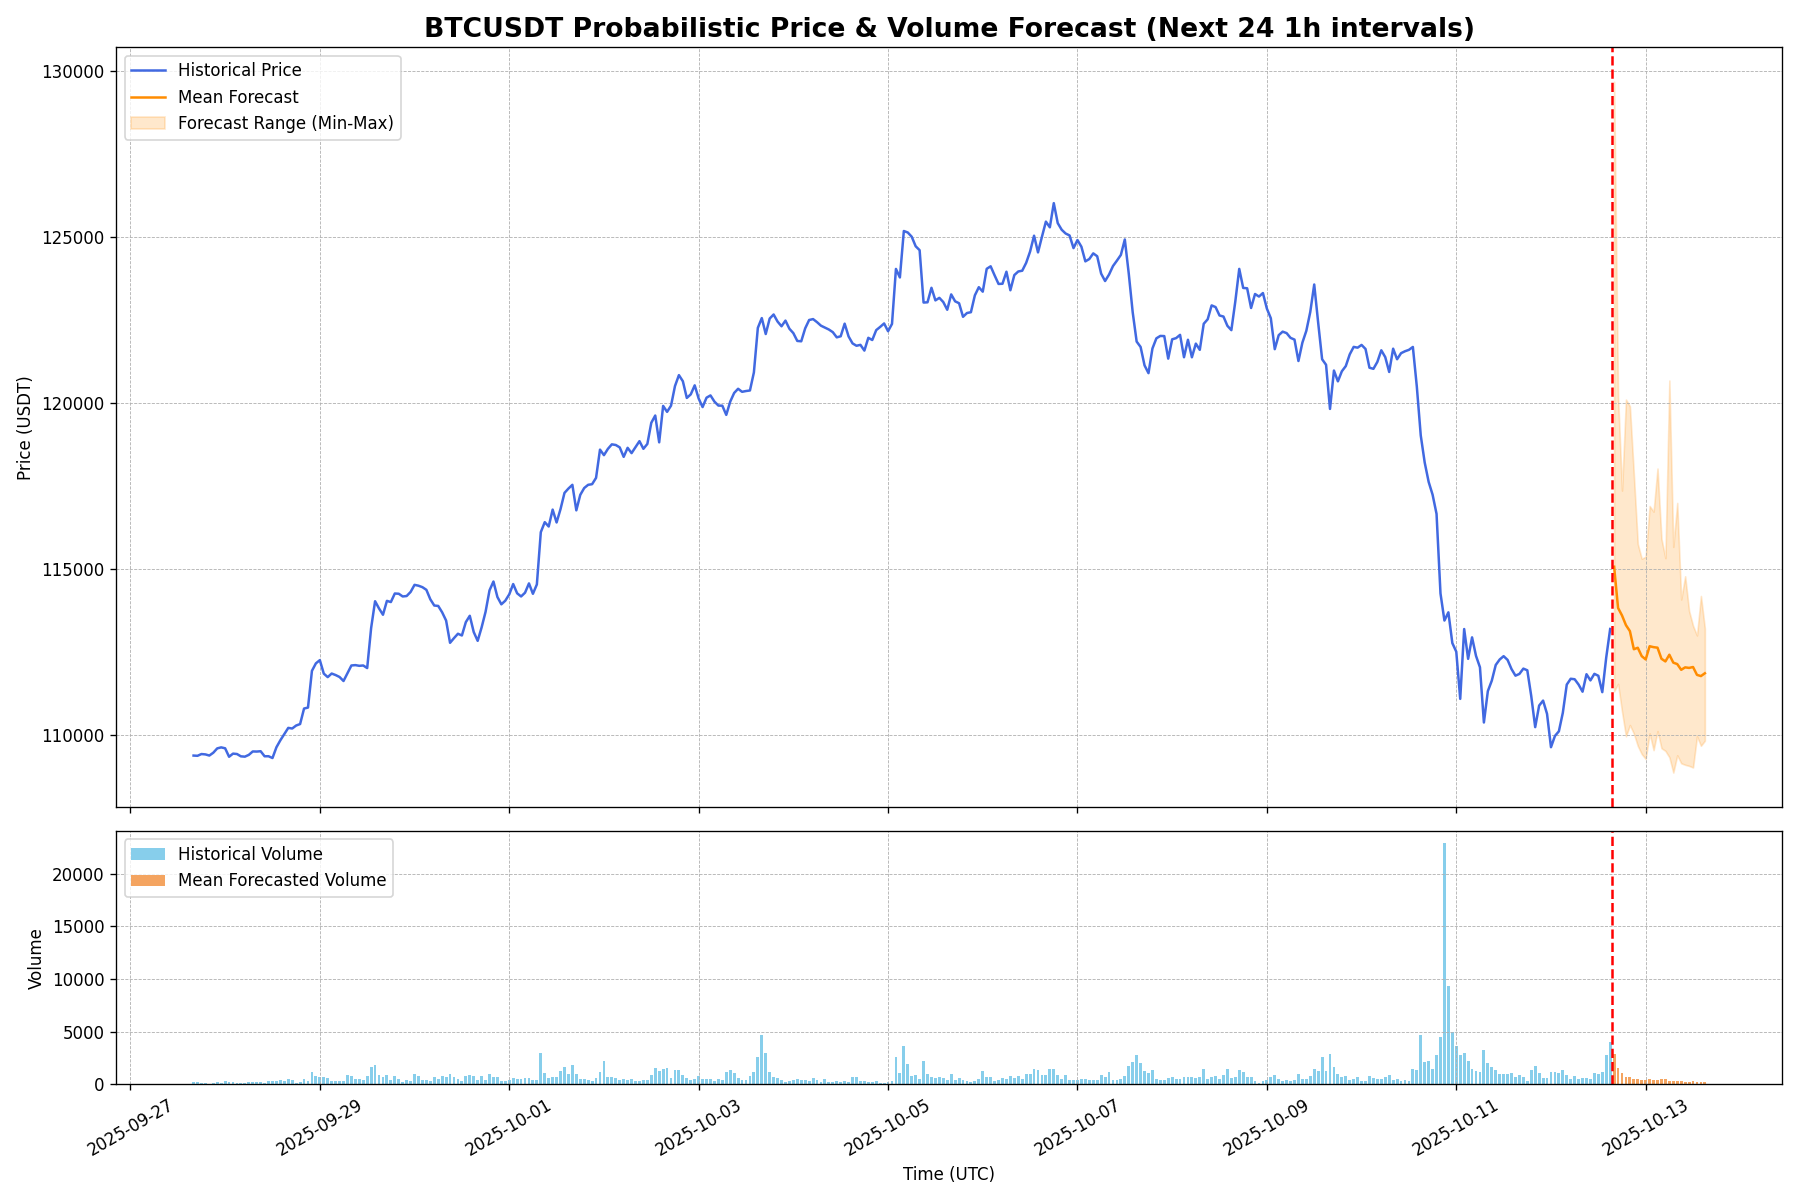 BTCUSDT Probabilistic Price & Volume Forecast (Next 24 1h intervals)
Historical Price
Mean Forecast
Forecast Range (Min-Max)
130000
125000
120000
115000
110000
Price (USDT)
Historical Volume
Mean Forecasted Volume
20000
15000
10000
5000
0
Volume
2025-09-27
2025-09-29
2025-10-01
2025-10-03
2025-10-05
2025-10-07
2025-10-09
2025-10-11
2025-10-13
Time (UTC)